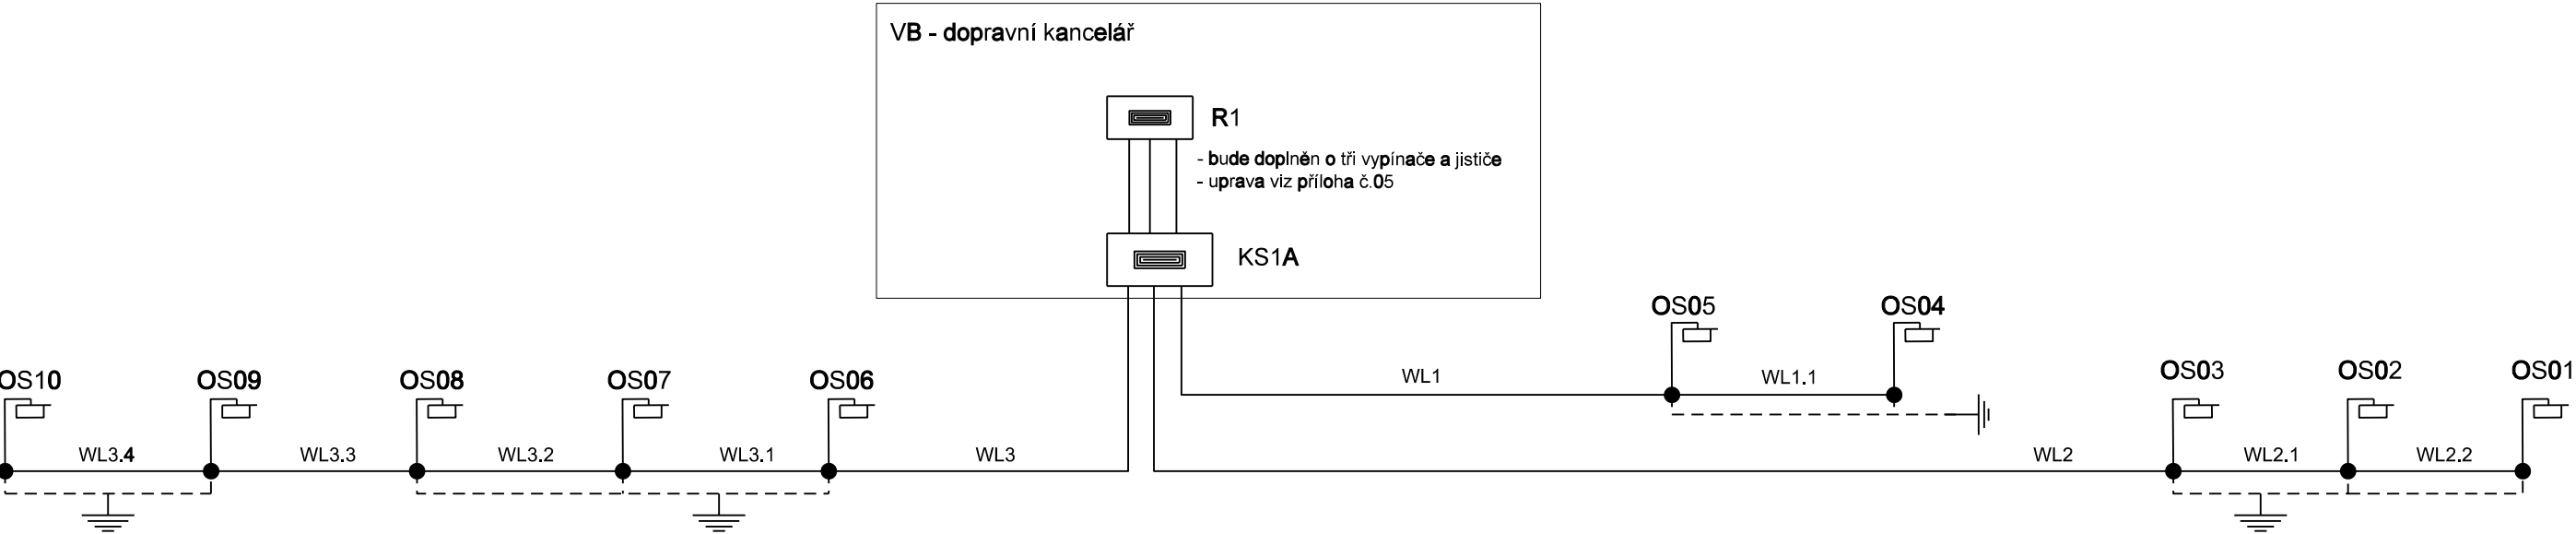 VB - dopravní kancelář
R1
- bude doplněn o tři vypínače a jističe
- uprava viz příloha č.05
KS1A
OS05
OS04
WL1
WL1.1
OS10
OS09
OS08
OS07
OS06
OS03
OS02
OS01
WL3.4
WL3.3
WL3.2
WL3.1
WL3
WL2
WL2.1
WL2.2